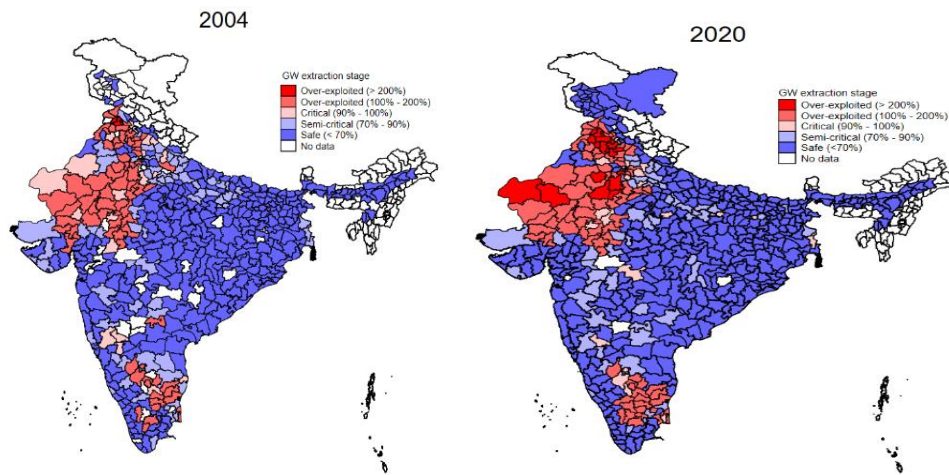 2004
GW extraction stage
Over-exploited (> 200%)
Over-exploited (100% - 200%)
Critical (90% - 100%)
Semi-critical (70% - 90%)
Safe (< 70%)
No data
2020
GW extraction stage
Over-exploited (> 200%)
Over-exploited (100% - 200%)
Critical (90% - 100%)
Semi-critical (70% - 90%)
Safe (<70%)
No data